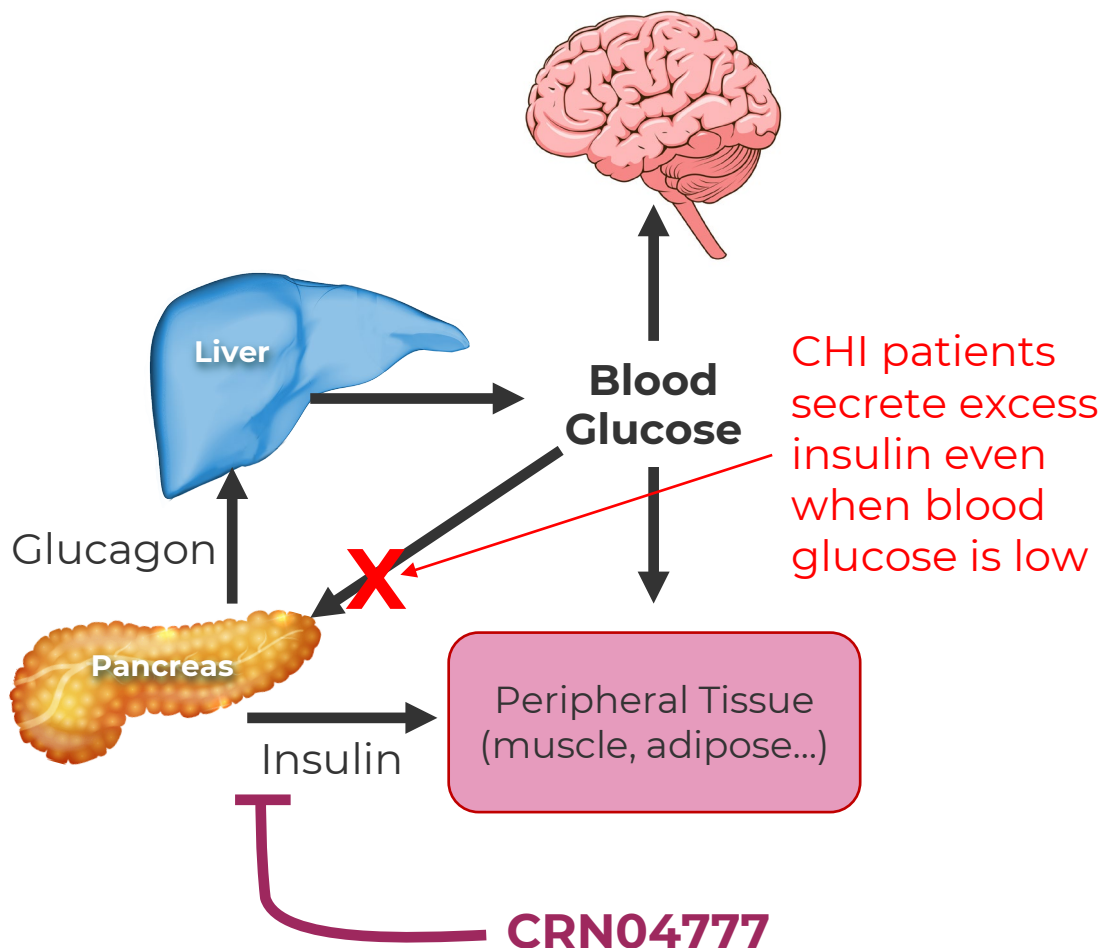 Liver
Blood
Glucose
CHI patients
secrete excess
insulin even
when blood
glucose is low
Glucagon
X
Pancreas
Insulin
Peripheral Tissue
(muscle, adipose...)
CRN04777